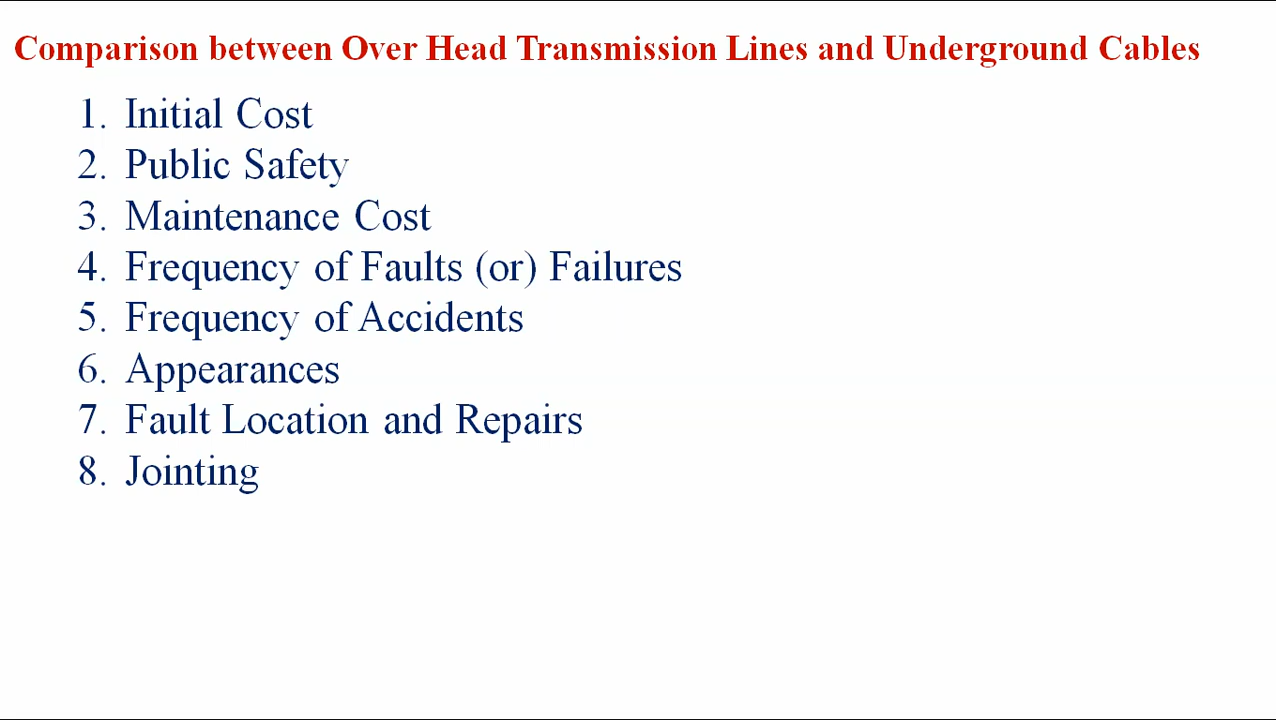 Comparison between Over Head Transmission Lines and Underground Cables
1. Initial Cost
2. Public Safety
3. Maintenance Cost
4. Frequency of Faults (or) Failures
5. Frequency of Accidents
6. Appearances
7. Fault Location and Repairs
8. Jointing